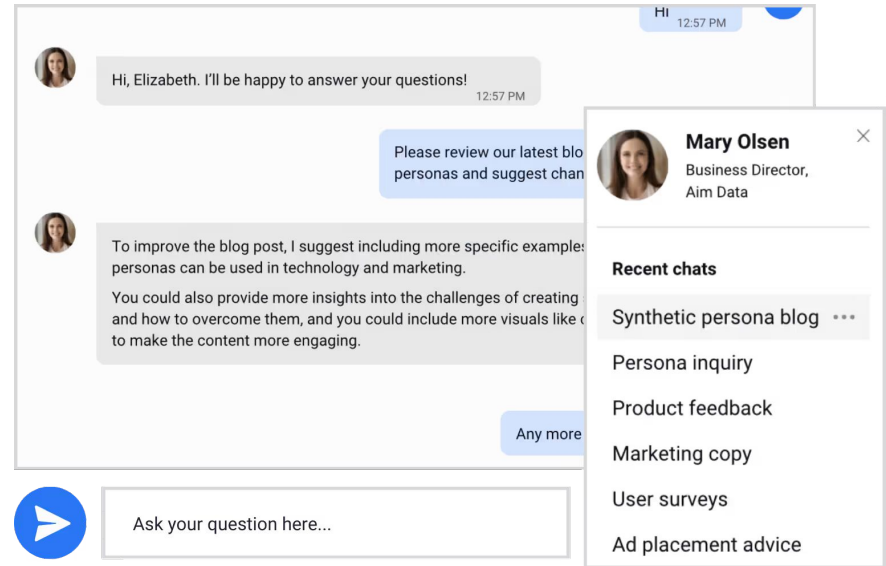 Hi
12:57 PM
Hi, Elizabeth. I’ll be happy to answer your questions!
12:57 PM
Please review our latest blo
personas and suggest chan
To improve the blog post, I suggest including more specific examples
personas can be used in technology and marketing.
You could also provide more insights into the challenges of creating
and how to overcome them, and you could include more visuals like
to make the content more engaging.
Any more
Ask your question here...
Mary Olsen
Business Director,
Aim Data
Recent chats
Synthetic persona blog
Persona inquiry
Product feedback
Marketing copy
User surveys
Ad placement advice